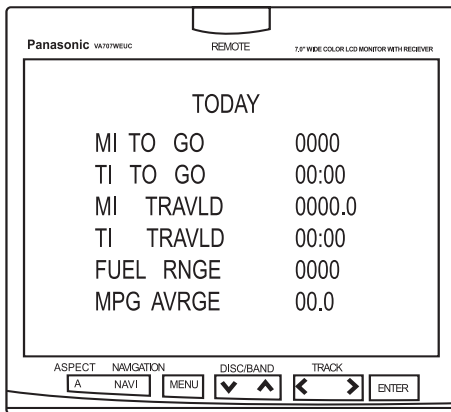 Panasonic VA707WEUC REMOTE 7.0" WIDE COLOR LCD MONITOR WITH RECIEVER
TODAY
MI TO GO 0000
TI TO GO 00:00
MI TRAVLD 0000.0
TI TRAVLD 00:00
FUEL RNGE 0000
MPG AVRGE 00.0
ASPECT NAVIGATION DISC/BAND TRACK
A NAVI MENU ENTER